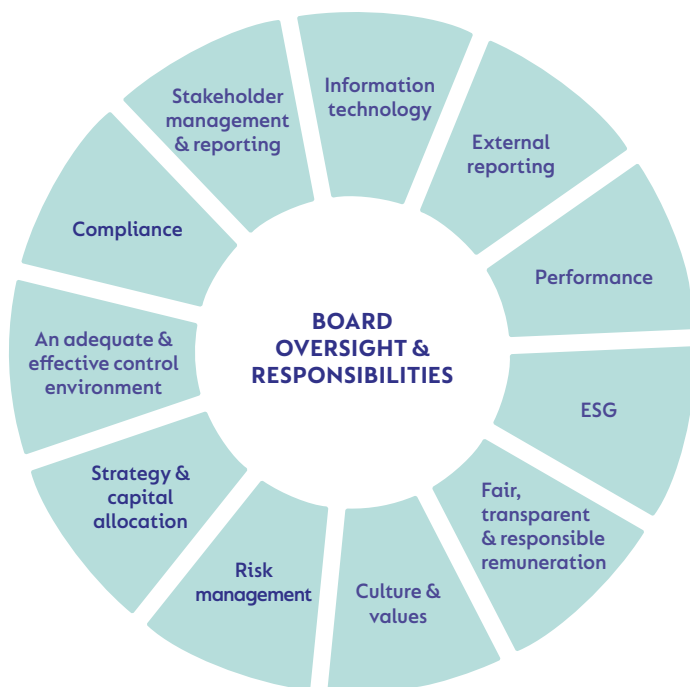 Information
technology
External
reporting
Performance
ESG
Fair,
transparent
& responsible
remuneration
Culture &
values
Risk
management
Strategy &
capital
allocation
An adequate &
effective control
environment
Compliance
Stakeholder
management
& reporting
BOARD
OVERSIGHT &
RESPONSIBILITIES